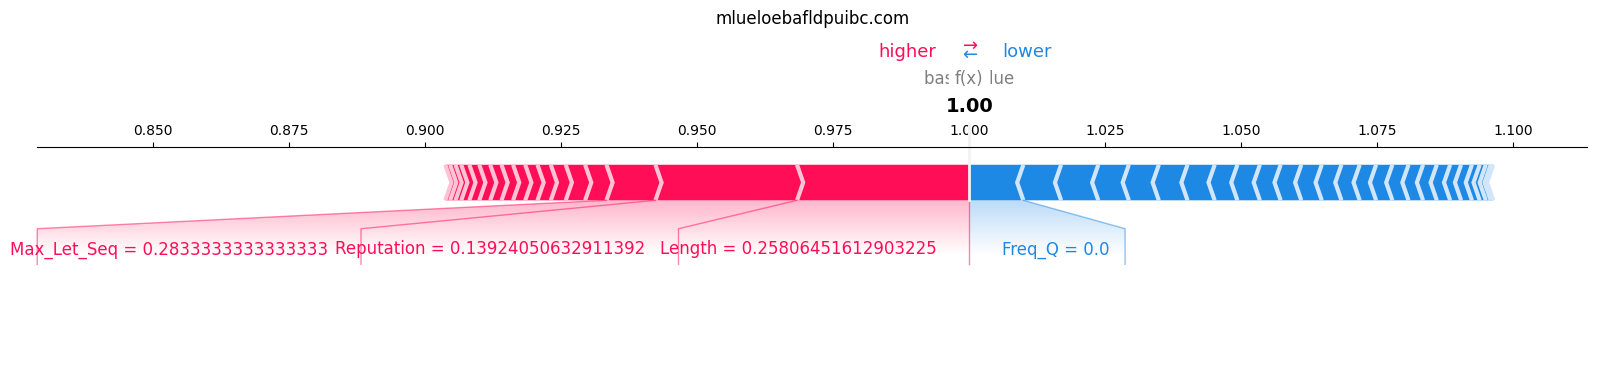 mlueloebafldpuibc.com
higher ⇄ lower
bas f(x) lue
1.00
0.850 0.875 0.900 0.925 0.950 0.975 1.000 1.025 1.050 1.075 1.100
Max_Let_Seq = 0.2833333333333333 Reputation = 0.13924050632911392 Length = 0.25806451612903225 Freq_Q = 0.0